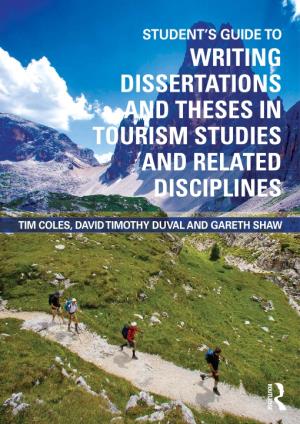 STUDENT'S GUIDE TO
WRITING
DISSERTATIONS
AND THESES IN
TOURISM STUDIES
AND RELATED
DISCIPLINES
TIM COLES, DAVID TIMOTHY DUVAL AND GARETH SHAW
ROUTLEDGE